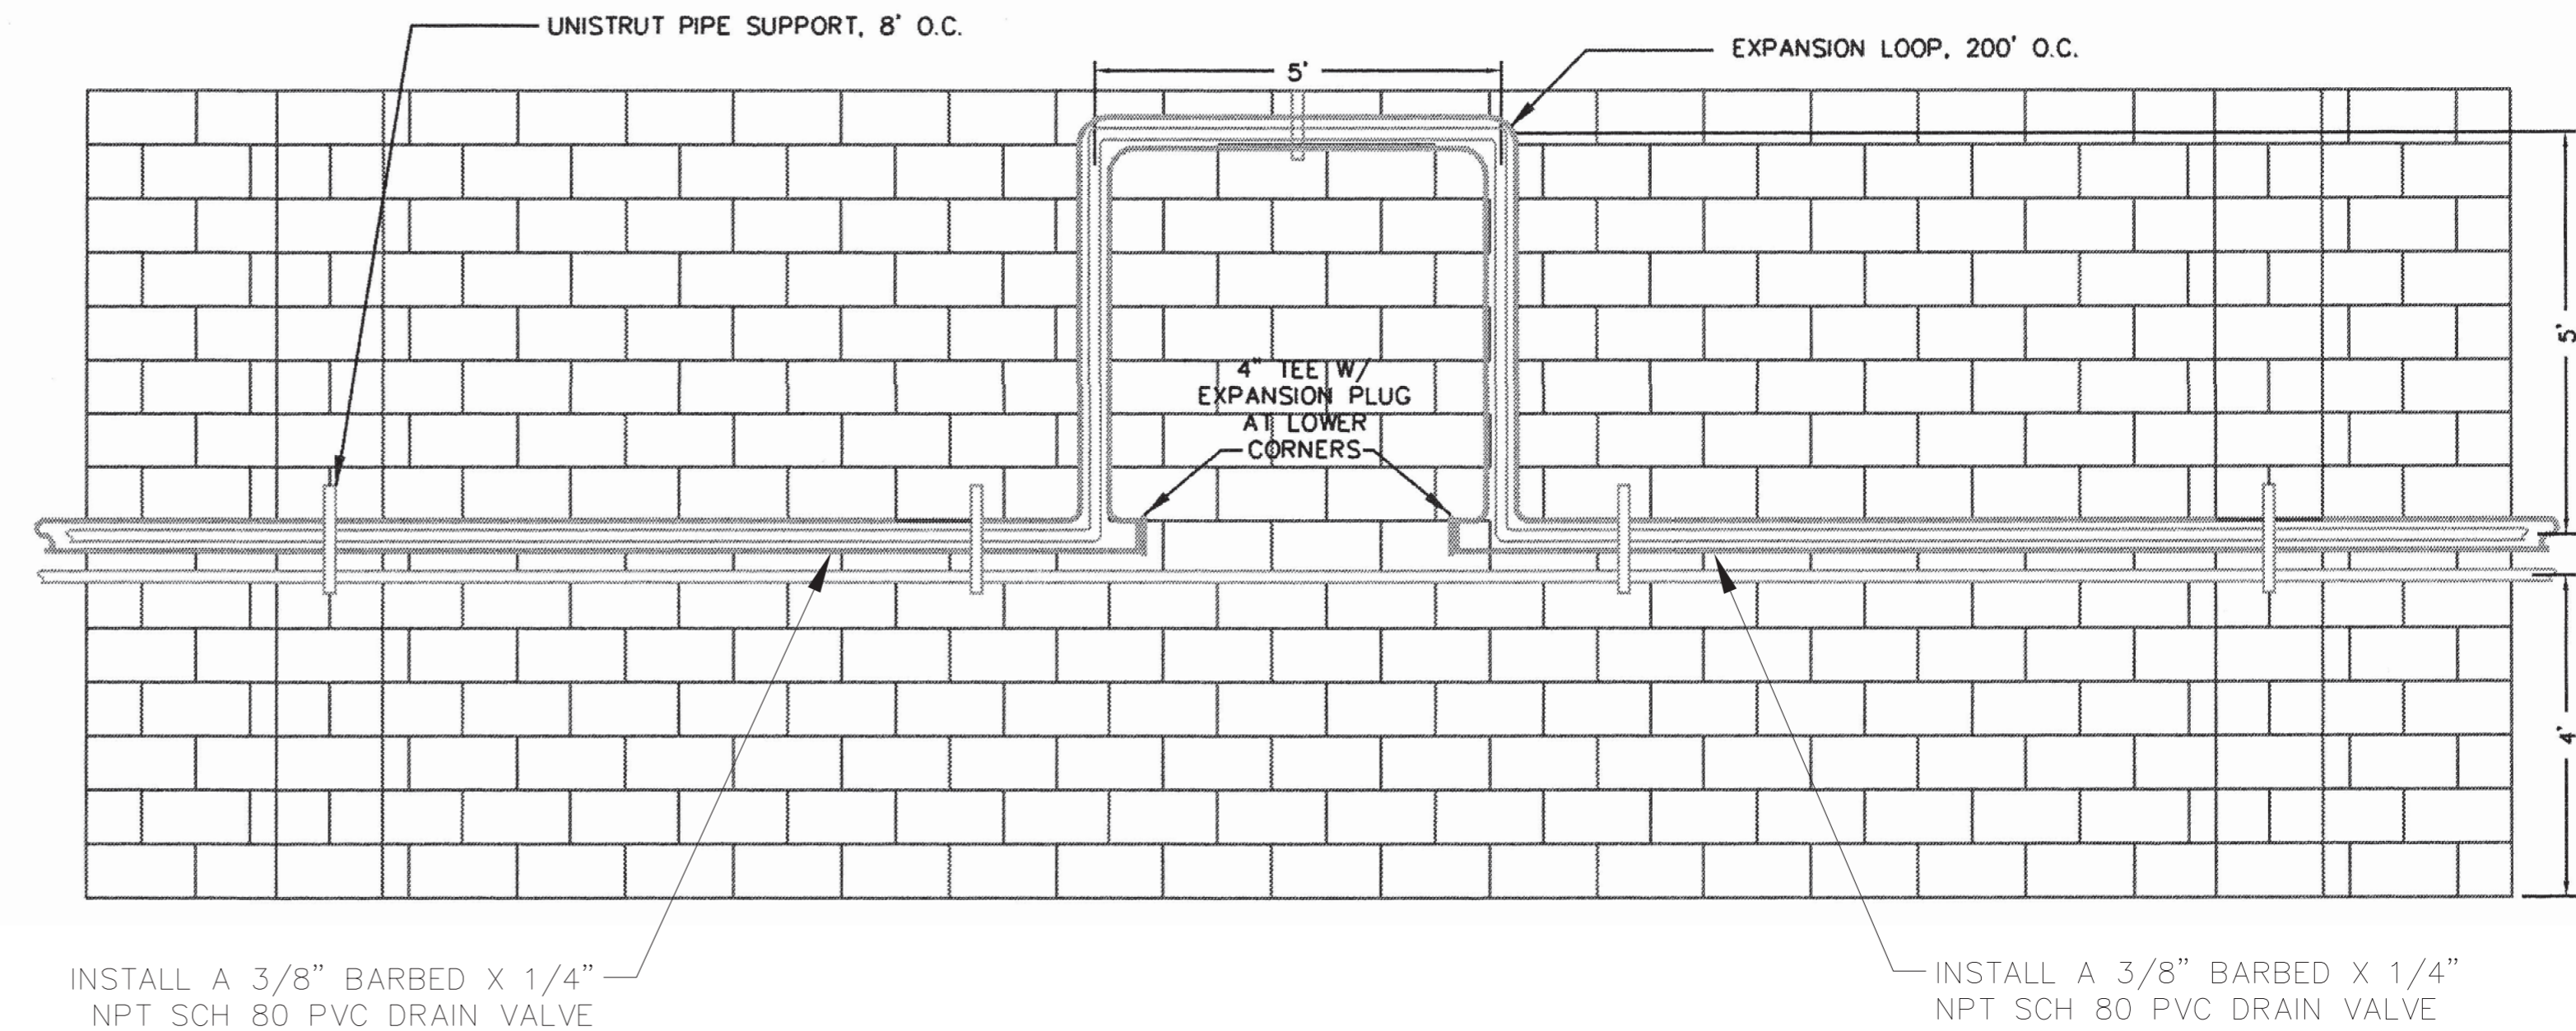 UNISTRUT PIPE SUPPORT, 8' O.C.
EXPANSION LOOP, 200' O.C.
5'
5'
4" TEE W/
EXPANSION PLUG
AT LOWER
CORNERS
4'
INSTALL A 3/8” BARBED X 1/4”
NPT SCH 80 PVC DRAIN VALVE
INSTALL A 3/8” BARBED X 1/4”
NPT SCH 80 PVC DRAIN VALVE